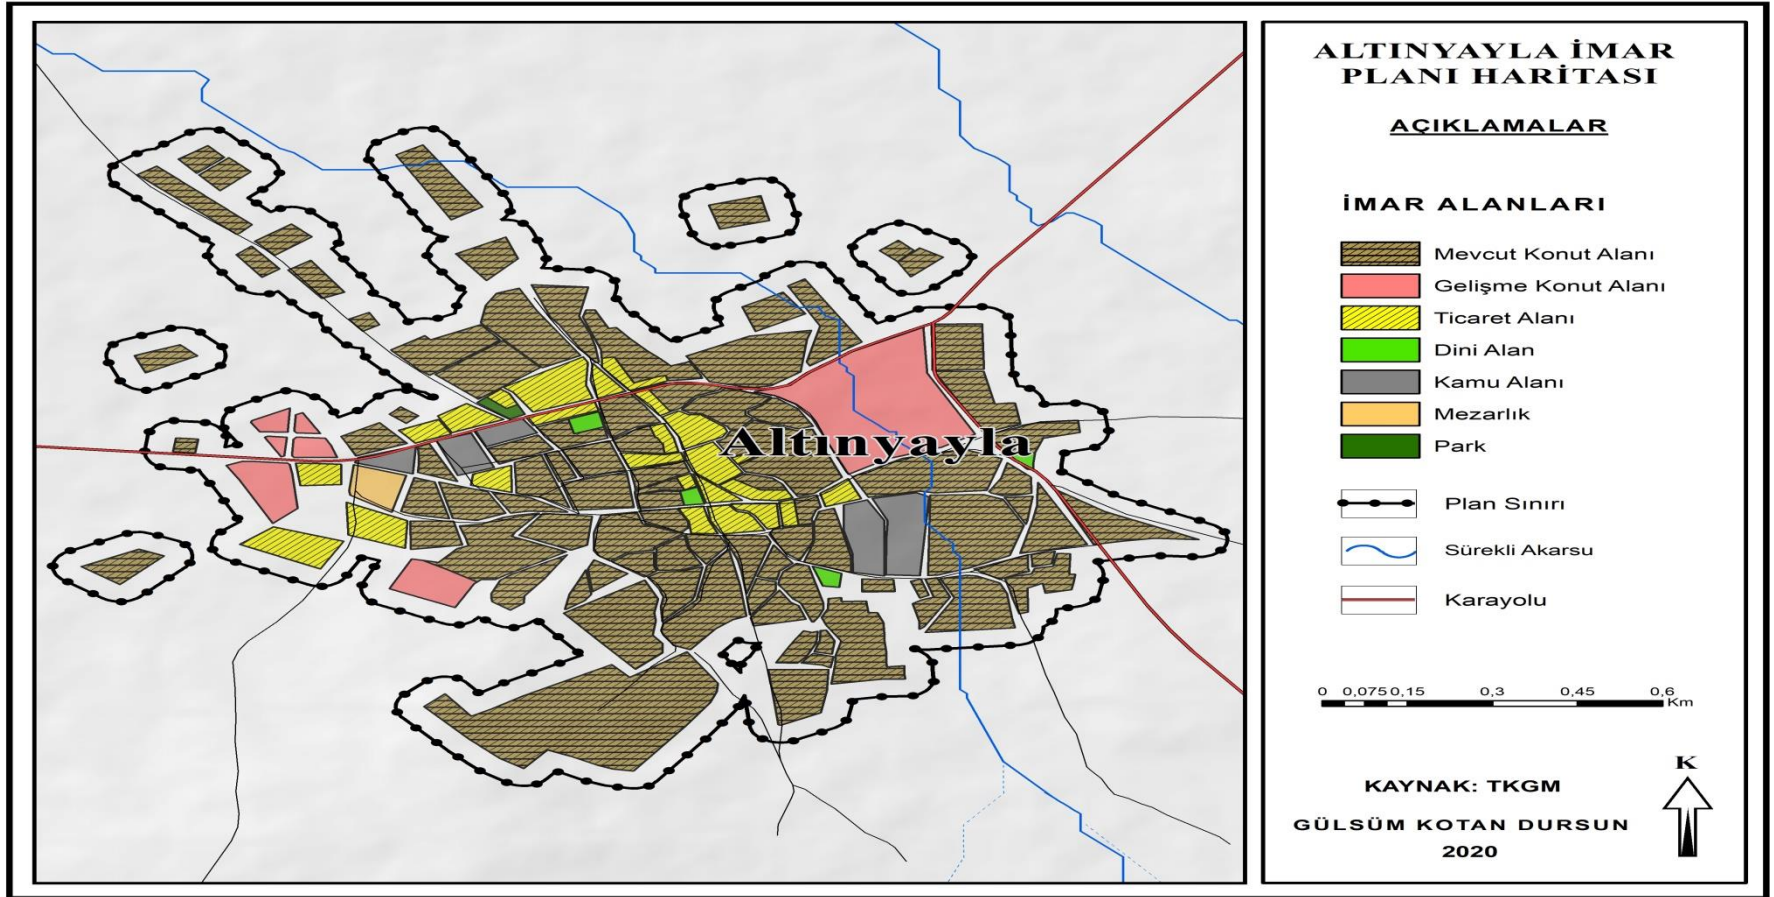 ALTINYAYLA İMAR
PLANI HARİTASI
AÇIKLAMALAR
İMAR ALANLARI
Mevcut Konut Alanı
Gelişme Konut Alanı
Ticaret Alanı
Dini Alan
Kamu Alanı
Mezarlık
Park
Plan Sınırı
Sürekli Akarsu
Karayolu
0 0,075 0,15 0,3 0,45 0,6
Km
K
KAYNAK: TKGM
GÜLSÜM KOTAN DURSUN
2020
Altınyayla